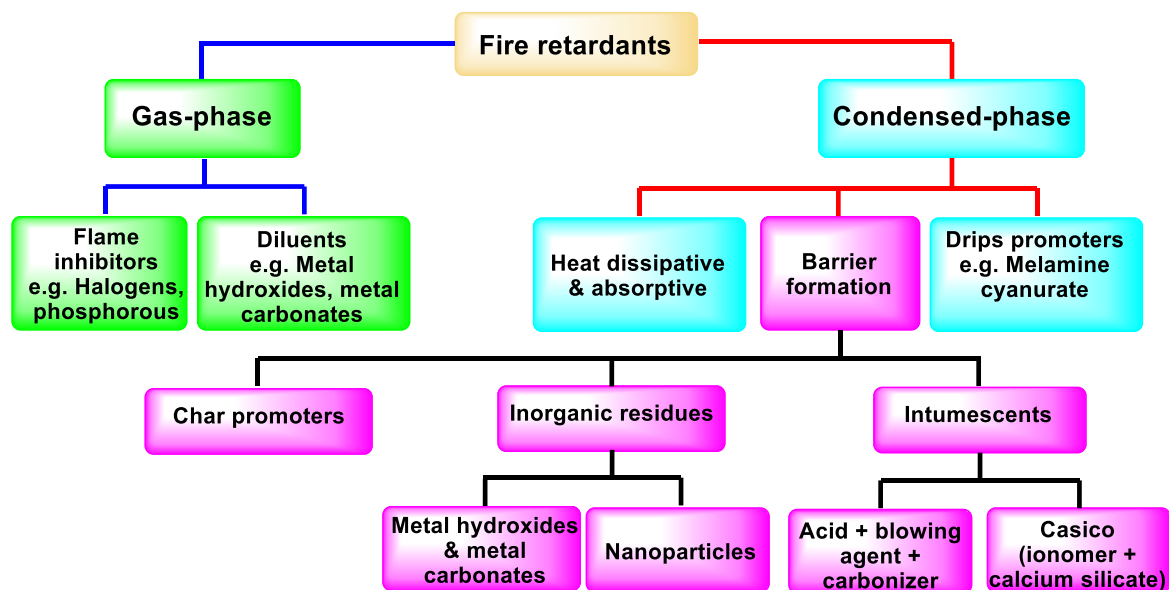 Fire retardants
Gas-phase
Condensed-phase
Flame
inhibitors
e.g. Halogens,
phosphorous
Diluents
e.g. Metal
hydroxides, metal
carbonates
Heat dissipative
& absorptive
Barrier
formation
Drips promoters
e.g. Melamine
cyanurate
Char promoters
Inorganic residues
Intumescents
Metal hydroxides
& metal
carbonates
Nanoparticles
Acid + blowing
agent +
carbonizer
Casico
(ionomer +
calcium silicate)